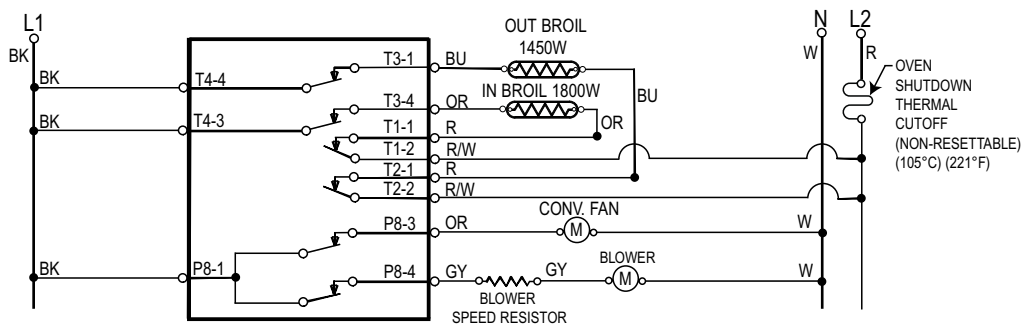 L1
OUT BROIL
1450W
N
L2
BK
W
R
T3-1
BU
OVEN
SHUTDOWN
THERMAL
CUTOFF
(NON-RESETTABLE)
(105°C) (221°F)
BK
T4-4
IN BROIL 1800W
BU
T3-4
OR
BK
T4-3
OR
T1-1
R
T1-2
R/W
T2-1
R
T2-2
R/W
CONV. FAN
P8-3
OR
M
W
BK
P8-1
P8-4
GY
GY
BLOWER
M
W
BLOWER
SPEED RESISTOR